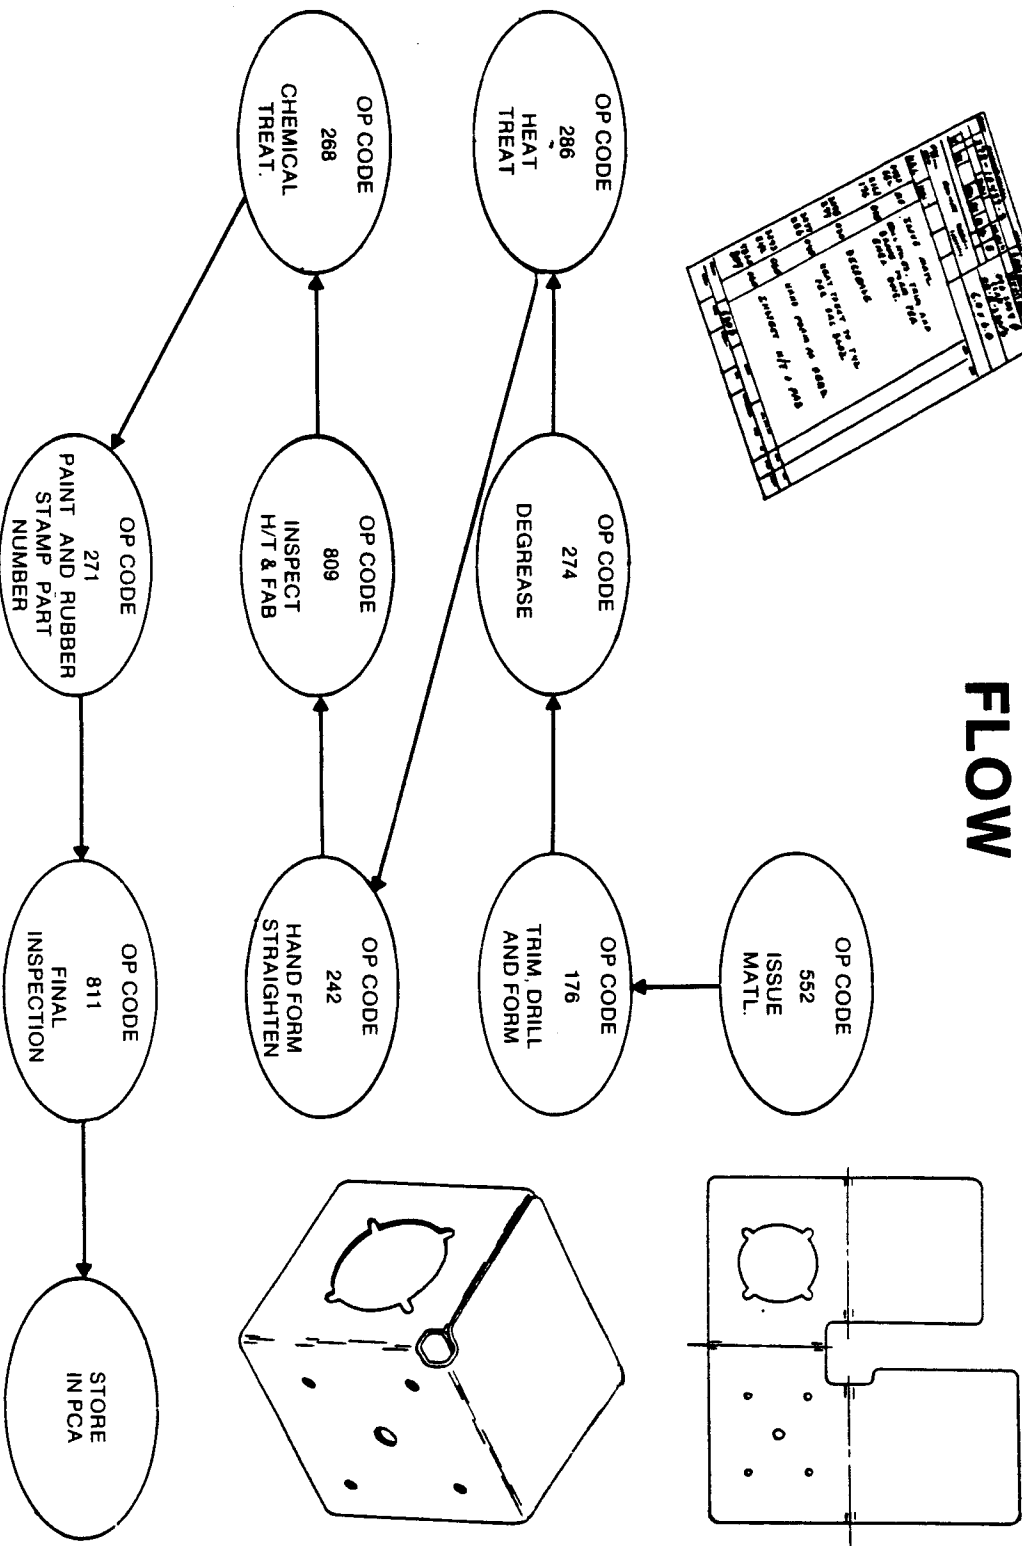 FLOW
OP CODE
552
ISSUE
MATL.
OP CODE
176
TRIM, DRILL
AND FORM
OP CODE
274
DEGREASE
OP CODE
286
HEAT
TREAT
OP CODE
242
HAND FORM
STRAIGHTEN
OP CODE
809
INSPECT
H/T & FAB
OP CODE
268
CHEMICAL
TREAT.
OP CODE
271
PAINT AND RUBBER
STAMP PART
NUMBER
OP CODE
811
FINAL
INSPECTION
STORE
IN PCA
DEGREASE